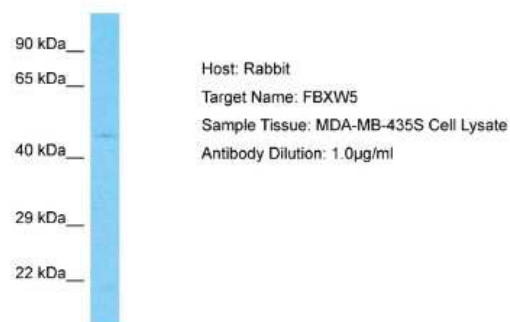 90 kDa
65 kDa
40 kDa
29 kDa
22 kDa
Host: Rabbit
Target Name: FBXW5
Sample Tissue: MDA-MB-435S Cell Lysate
Antibody Dilution: 1.0µg/ml